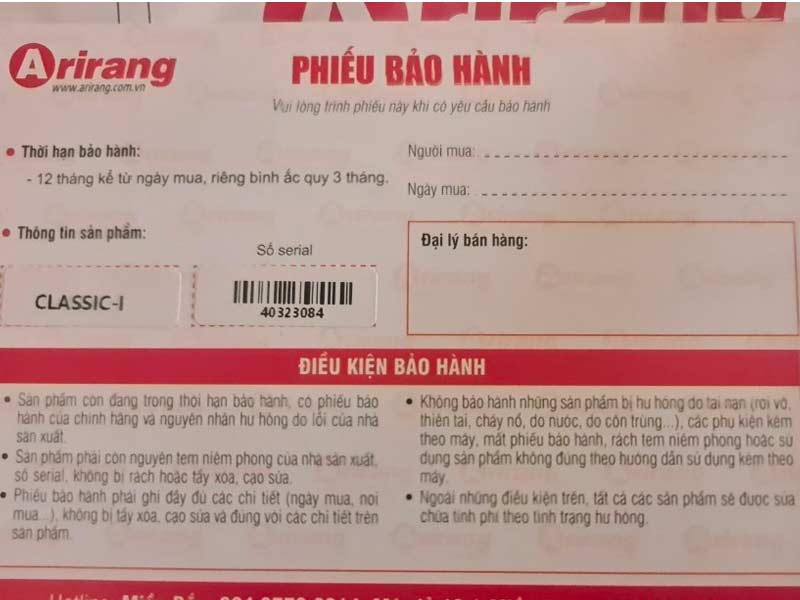 Arirang
Arirang
www.arirang.com.vn
PHIẾU BẢO HÀNH
Vui lòng trình phiếu này khi có yêu cầu bảo hành
• Thời hạn bảo hành:
- 12 tháng kể từ ngày mua, riêng bình ắc quy 3 tháng.
Người mua:
Ngày mua:
• Thông tin sản phẩm:
Số serial
CLASSIC-I
40323084
Đại lý bán hàng:
ĐIỀU KIỆN BẢO HÀNH
• Sản phẩm còn đang trong thời hạn bảo hành, có phiếu bảo
hành của chính hãng và nguyên nhân hư hỏng do lỗi của nhà
sản xuất.
• Sản phẩm phải còn nguyên tem niêm phong của nhà sản xuất,
số serial, không bị rách hoặc tẩy xóa, cạo sửa.
• Phiếu bảo hành phải ghi đầy đủ các chi tiết (ngày mua, nơi
mua...), không bị tẩy xóa, cạo sửa và đúng với các chi tiết trên
sản phẩm.
• Không bảo hành những sản phẩm bị hư hỏng do tai nạn (rơi vỡ,
thiên tai, cháy nổ, do nước, do côn trùng...), các phụ kiện kèm
theo máy, mất phiếu bảo hành, rách tem niêm phong hoặc sử
dụng sản phẩm không đúng theo hướng dẫn sử dụng kèm theo
máy.
• Ngoài những điều kiện trên, tất cả các sản phẩm sẽ được sửa
chữa tính phí theo tình trạng hư hỏng.
Hotline Miền Bắc